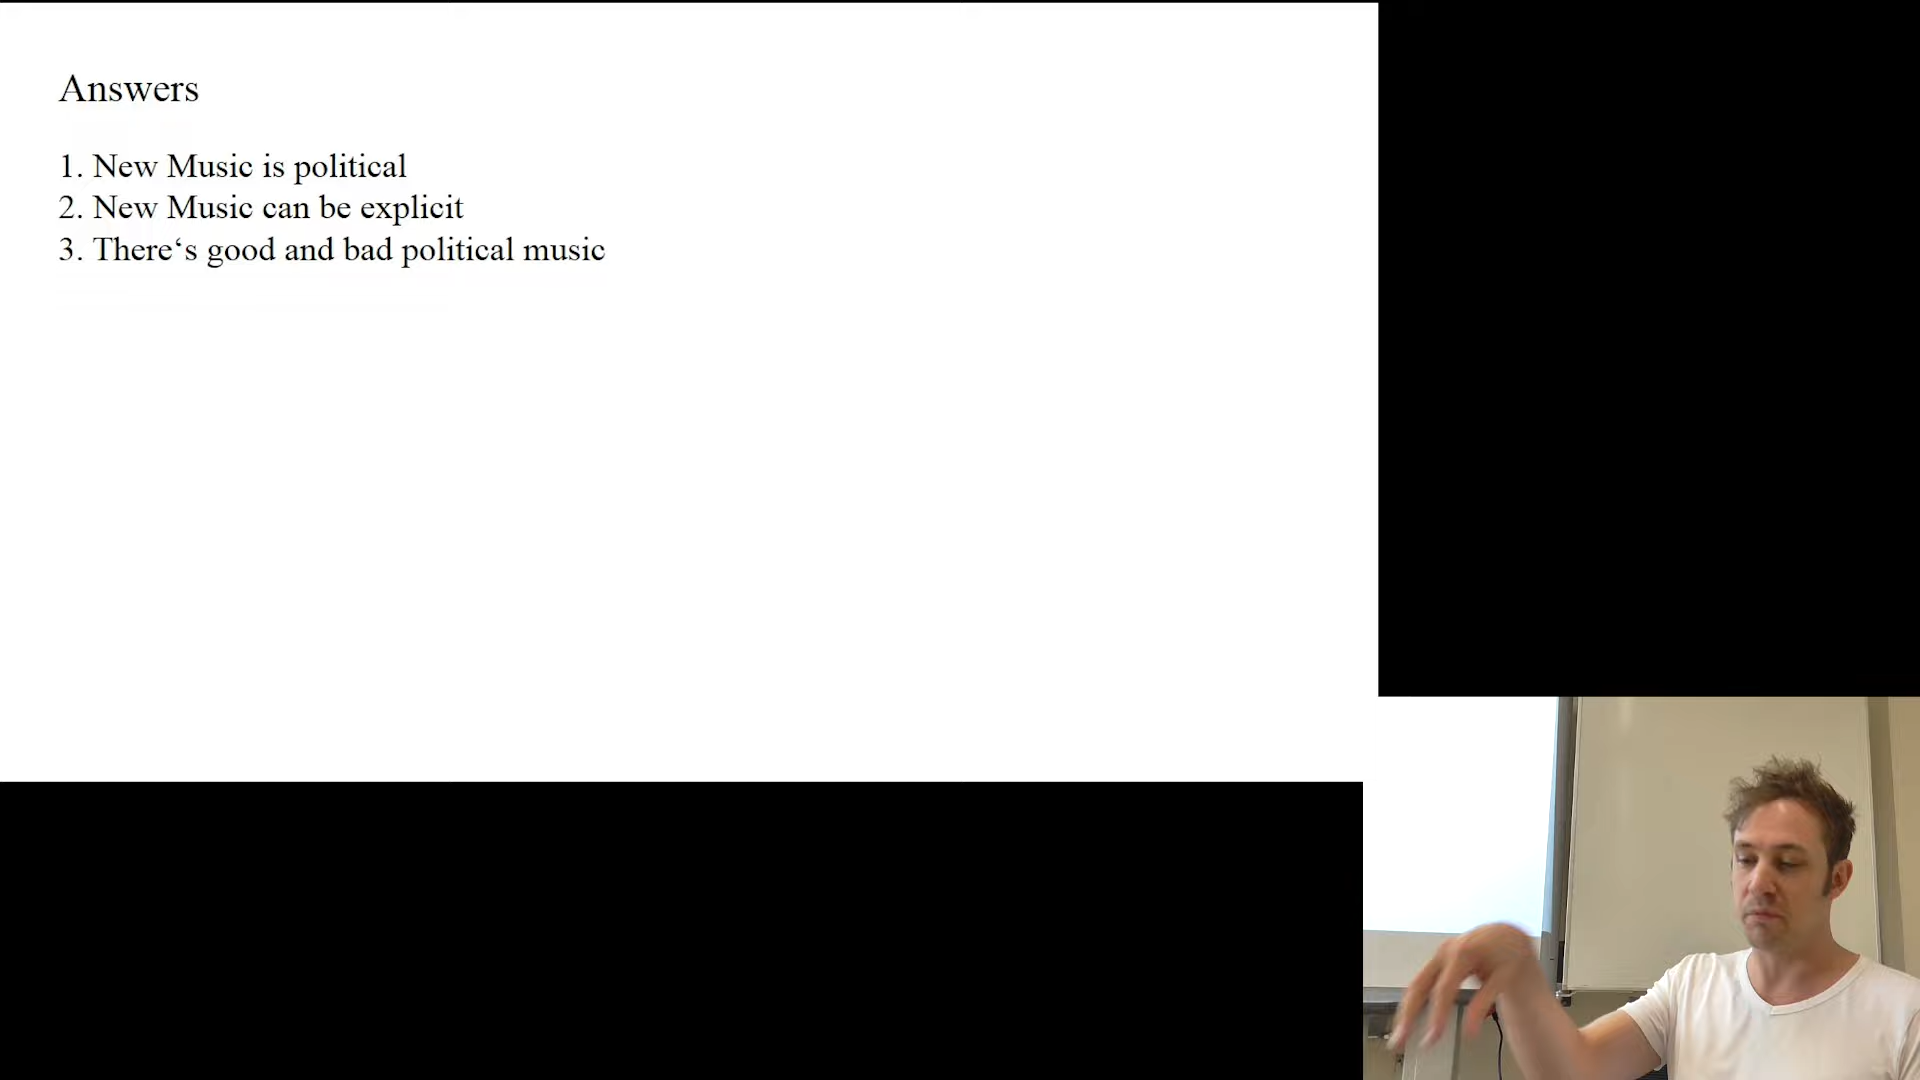 Answers
1. New Music is political
2. New Music can be explicit
3. There‘s good and bad political music